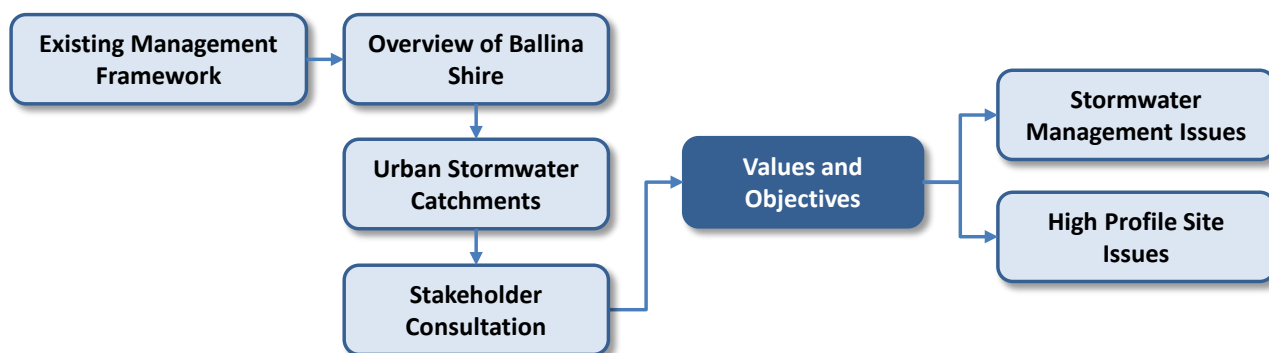 Existing Management
Framework
Overview of Ballina
Shire
Urban Stormwater
Catchments
Stakeholder
Consultation
Values and
Objectives
Stormwater
Management Issues
High Profile Site
Issues